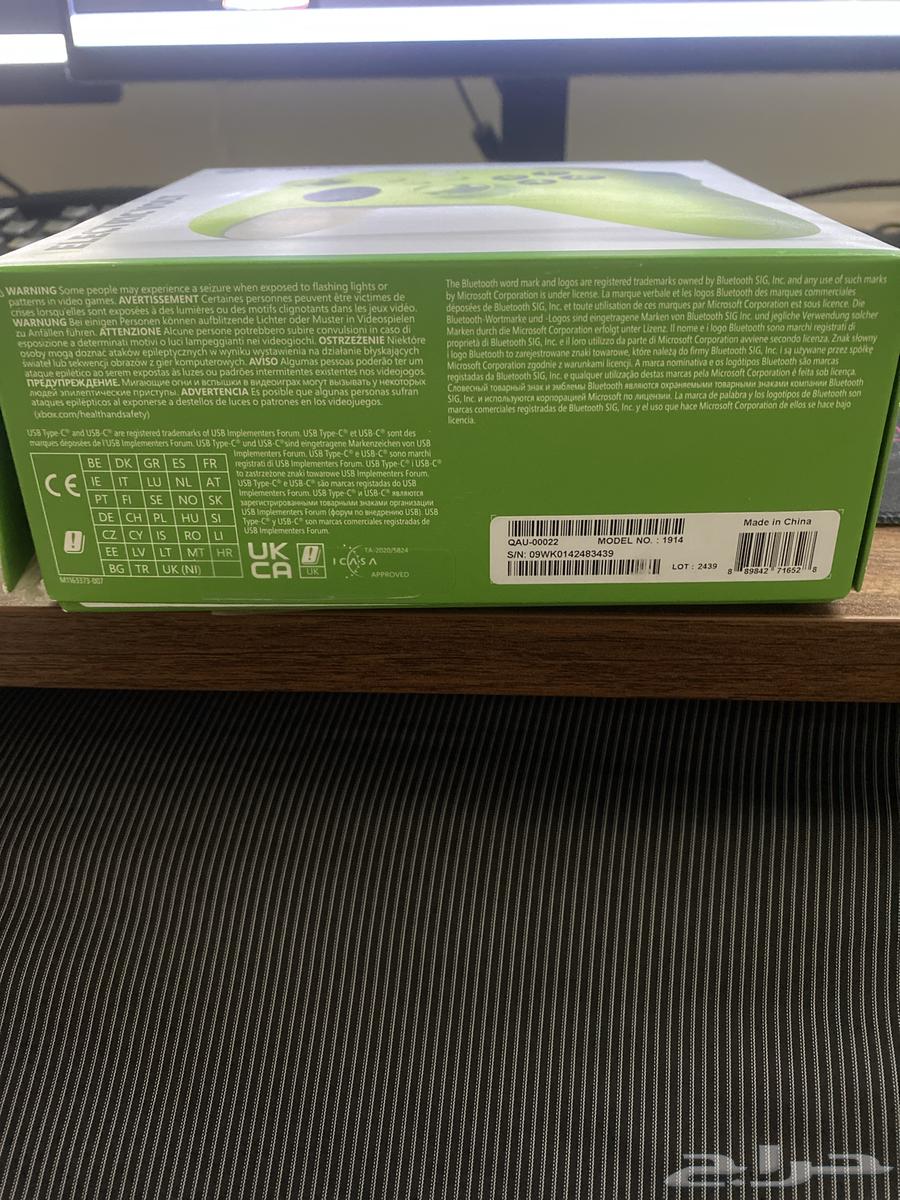 WARNING Some people may experience a seizure when exposed to flashing lights or
patterns in video games. AVERTISSEMENT Certaines personnes peuvent être victimes de
crises lorsqu'elles sont exposées à des lumières ou des motifs clignotants dans les jeux vidéo.
WARNUNG Bei einigen Personen können aufblitzende Lichter oder Muster in Videospielen
zu Anfällen führen. ATTENZIONE Alcune persone potrebbero subire convulsioni in caso di
esposizione a determinati motivi o luci lampeggianti nei videogiochi. OSTRZEŻENIE Niektóre
osoby mogą doznać ataków epileptycznych w wyniku wystawienia na działanie błyskających
świateł lub sekwencji obrazów z gier komputerowych. AVISO Algumas pessoas poderão ter um
ataque epilético ao serem expostas às luzes ou padrões intermitentes existentes nos videojogos.
ПРЕДУПРЕЖДЕНИЕ. Мигающие огни и вспышки в видеоиграх могут вызывать у некоторых
людей эпилептические приступы. ADVERTENCIA Es posible que algunas personas sufran
ataques epilépticos al exponerse a destellos de luces o patrones en los videojuegos.
(xbox.com/healthandsafety)
USB Type-C® and USB-C® are registered trademarks of USB Implementers Forum. USB Type-C® et USB-C® sont des
marques déposées de l'USB Implementers Forum. USB Type-C® und USB-C® sind eingetragene Markenzeichen von USB
Implementers Forum. USB Type-C® e USB-C® sono marchi
registrati di USB Implementers Forum. USB Type-C® i USB-C®
to zastrzeżone znaki towarowe USB Implementers Forum.
USB Type-C® e USB-C® são marcas registadas do USB
Implementers Forum. USB Type-C® и USB-C® являются
зарегистрированными товарными знаками организации
USB Implementers Forum (форум по внедрению USB). USB
Type-C® y USB-C® son marcas comerciales registradas de
USB Implementers Forum.
CE
BE DK GR ES FR
IE IT LU NL AT
PT FI SE NO SK
DE CH PL HU SI
CZ CY IS RO LI
EE LV LT MT HR
BG TR UK (NI)
M1163373-007
UK
CA
UK
ICASA
TA-2020/5824
APPROVED
The Bluetooth word mark and logos are registered trademarks owned by Bluetooth SIG, Inc. and any use of such marks
by Microsoft Corporation is under license. La marque verbale et les logos Bluetooth des marques commerciales
déposées de Bluetooth SIG, Inc. et toute utilisation de ces marques par Microsoft Corporation est sous licence. Die
Bluetooth-Wortmarke und -Logos sind eingetragene Marken von Bluetooth SIG, Inc. und jegliche Verwendung solcher
Marken durch die Microsoft Corporation erfolgt unter Lizenz. Il nome e i logo Bluetooth sono marchi registrati di
proprietà di Bluetooth SIG, Inc. e il loro utilizzo da parte di Microsoft Corporation avviene secondo licenza. Znak słowny
i logo Bluetooth to zarejestrowane znaki towarowe, które należą do firmy Bluetooth SIG, Inc. i są używane przez spółkę
Microsoft Corporation zgodnie z warunkami licencji. A marca nominativa e os logótipos Bluetooth são marcas
registadas da Bluetooth SIG, Inc. e qualquer utilização destas marcas pela Microsoft Corporation é feita sob licença.
Словесный товарный знак и эмблемы Bluetooth являются охраняемыми товарными знаками компании Bluetooth
SIG, Inc. и используются корпорацией Microsoft по лицензии. La marca de palabra y los logotipos de Bluetooth son
marcas comerciales registradas de Bluetooth SIG, Inc. y el uso que hace Microsoft Corporation de ellos se hace bajo
licencia.
Made in China
QAU-00022 MODEL NO. : 1914
S/N: 09WK0142483439
LOT : 2439
8 89842 71652 8
حراج